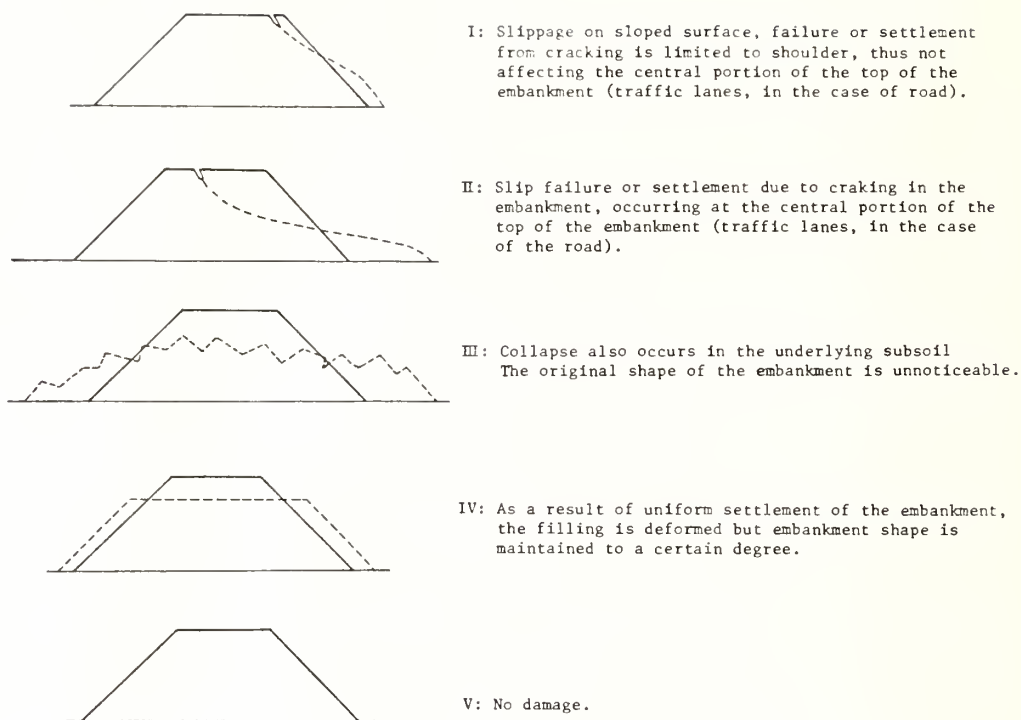 I: Slippage on sloped surface, failure or settlement
from cracking is limited to shoulder, thus not
affecting the central portion of the top of the
embankment (traffic lanes, in the case of road).
II: Slip failure or settlement due to craking in the
embankment, occurring at the central portion of the
top of the embankment (traffic lanes, in the case
of the road).
III: Collapse also occurs in the underlying subsoil
The original shape of the embankment is unnoticeable.
IV: As a result of uniform settlement of the embankment,
the filling is deformed but embankment shape is
maintained to a certain degree.
V: No damage.